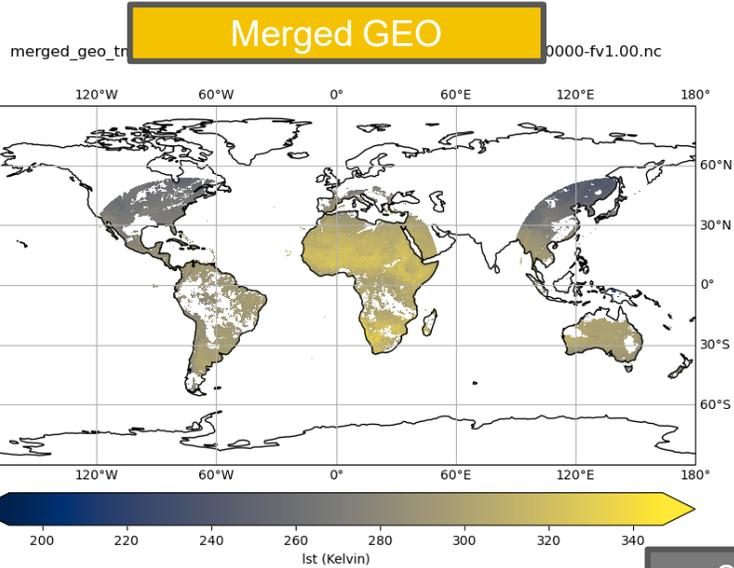 Merged GEO
merged_geo_tm 0000-fv1.00.nc
120°W 60°W 0° 60°E 120°E 180°
60°N
30°N
0°
30°S
60°S
120°W 60°W 0° 60°E 120°E 180°
200 220 240 260 280 300 320 340
lst (Kelvin)